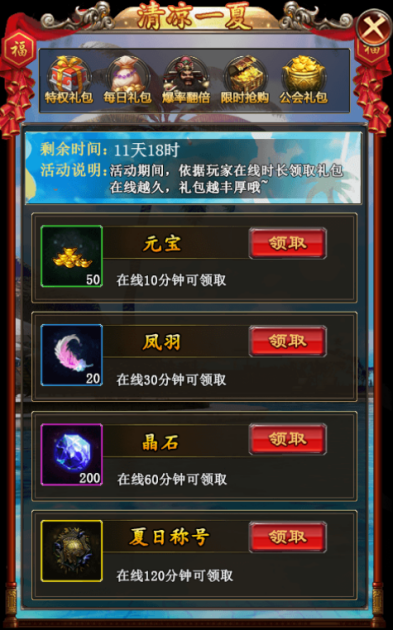 清凉一夏
福
福
特权礼包 每日礼包 爆率翻倍 限时抢购 公会礼包
剩余时间：11天18时
活动说明：活动期间，依据玩家在线时长领取礼包
在线越久，礼包越丰厚哦~
元宝
领取
50
在线10分钟可领取
凤羽
领取
20
在线30分钟可领取
晶石
领取
200
在线60分钟可领取
夏日称号
领取
在线120分钟可领取